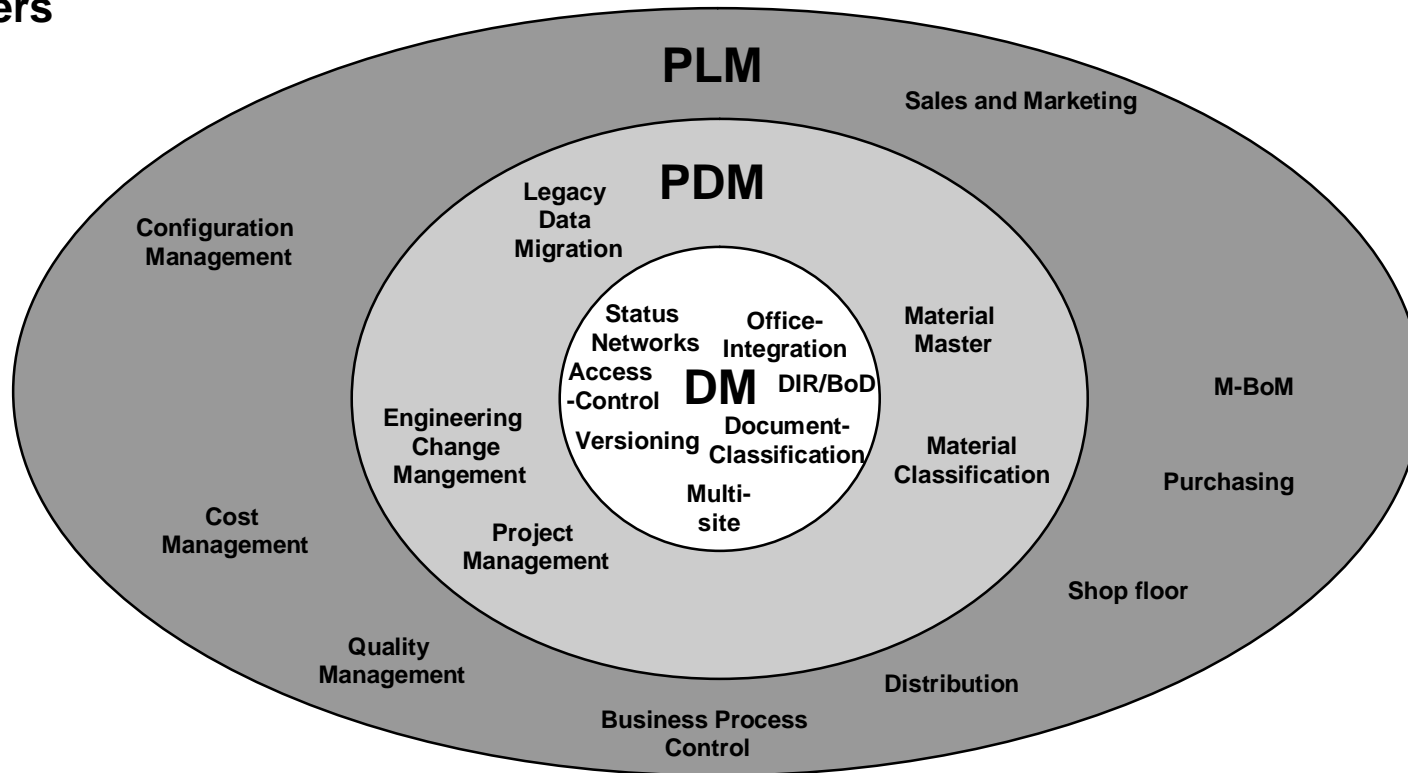 ers
PLM
Sales and Marketing
PDM
Legacy
Data
Migration
Configuration
Management
Status
Networks
Office-
Integration
Material
Master
Access
-Control
DM
DIR/BoD
M-BoM
Engineering
Change
Mangement
Versioning
Document-
Classification
Material
Classification
Purchasing
Multi-
site
Cost
Management
Project
Management
Shop floor
Quality
Management
Distribution
Business Process
Control